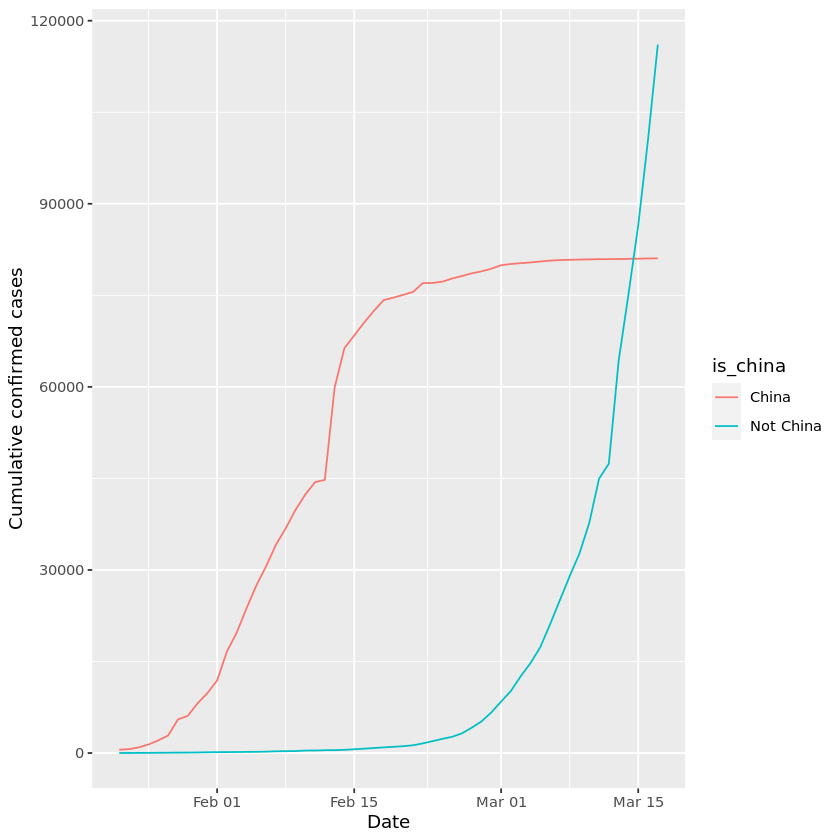 120000
90000
60000
30000
0
Cumulative confirmed cases
Feb 01
Feb 15
Mar 01
Mar 15
Date
is_china
China
Not China